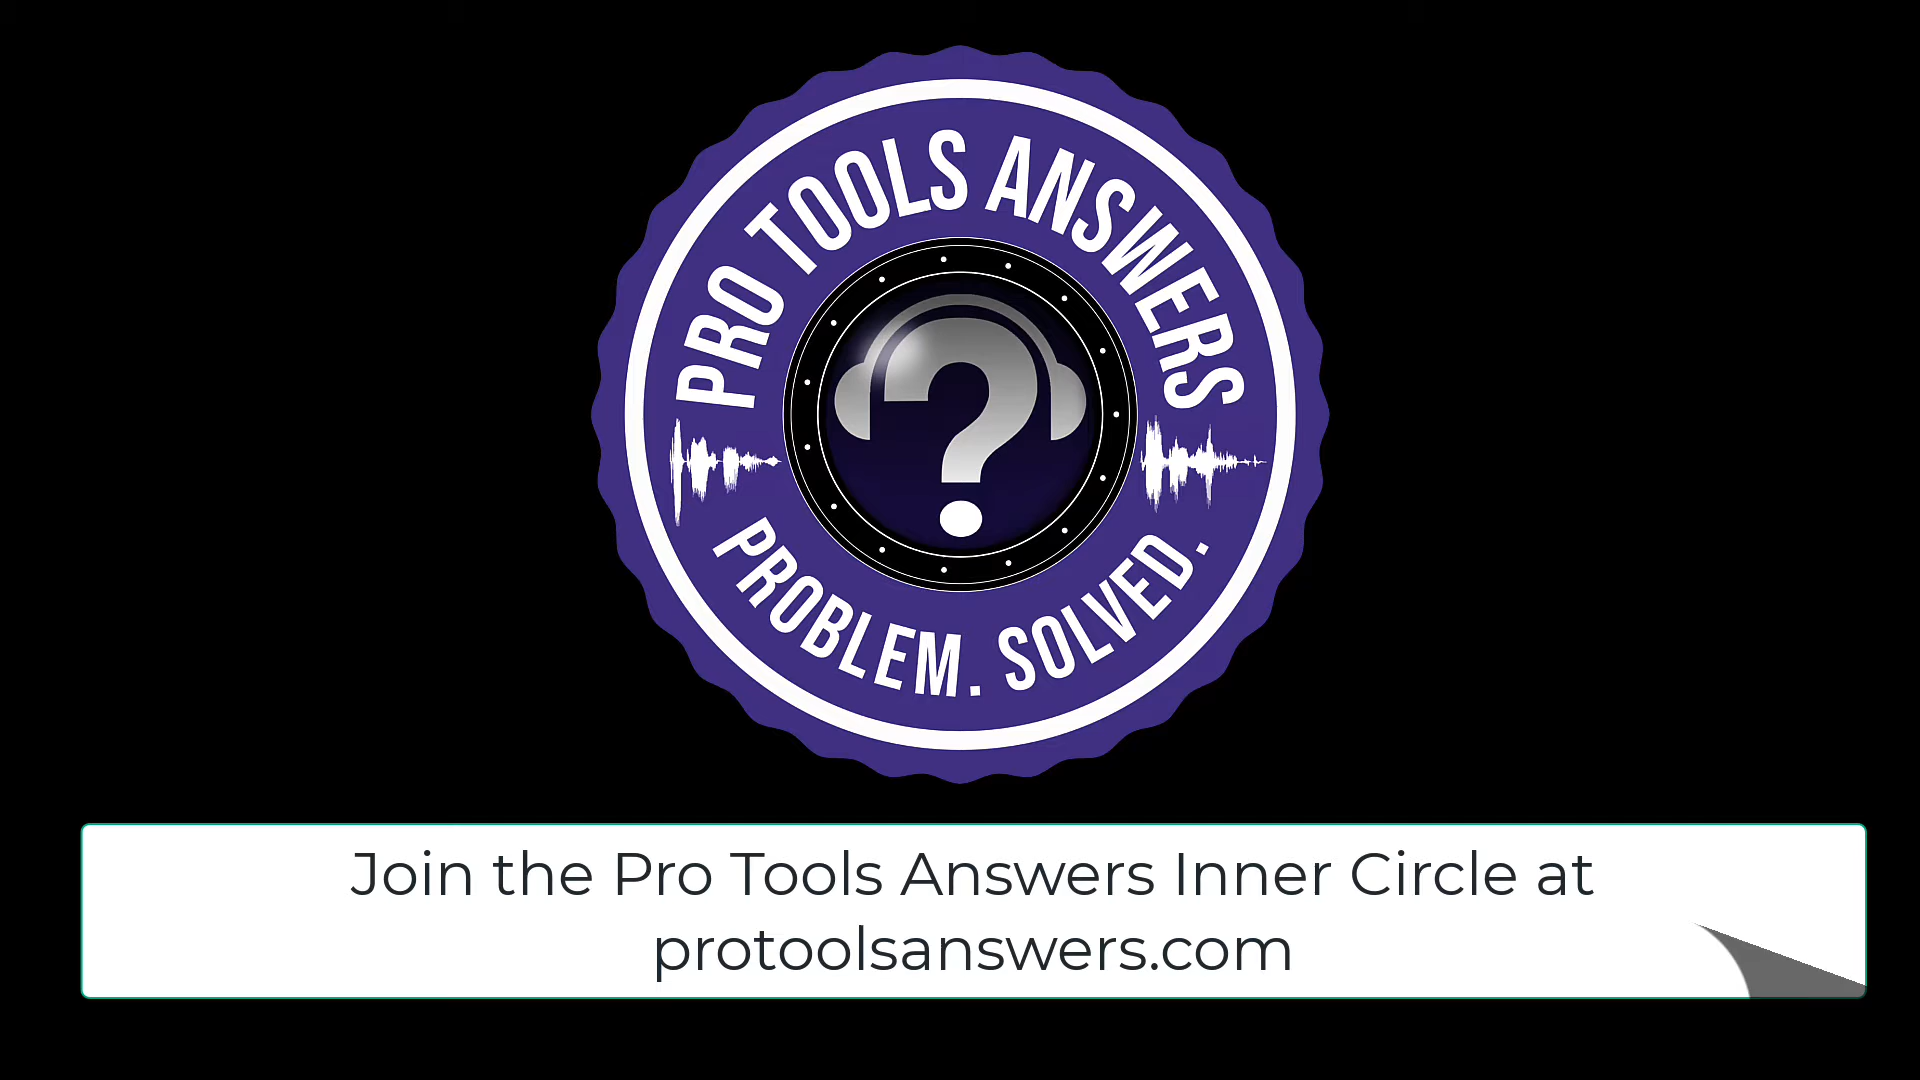 PRO TOOLS ANSWERS
?
PROBLEM. SOLVED.
Join the Pro Tools Answers Inner Circle at
protoolsanswers.com